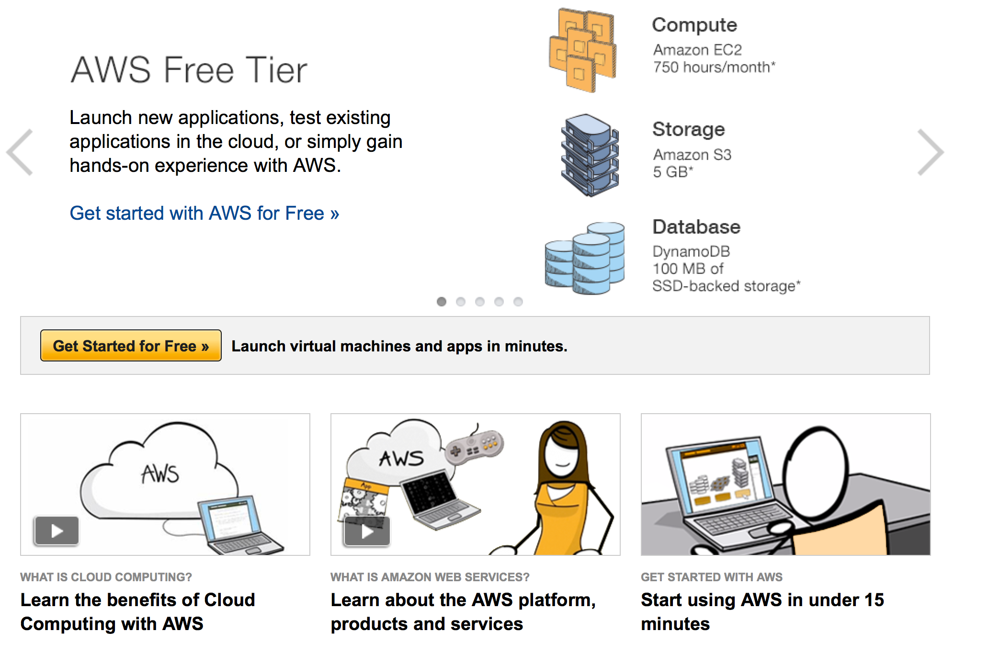 AWS Free Tier
Launch new applications, test existing
applications in the cloud, or simply gain
hands-on experience with AWS.
Get started with AWS for Free »
Compute
Amazon EC2
750 hours/month*
Storage
Amazon S3
5 GB*
Database
DynamoDB
100 MB of
SSD-backed storage*
Get Started for Free »
Launch virtual machines and apps in minutes.
AWS
AWS
App
WHAT IS CLOUD COMPUTING?
Learn the benefits of Cloud
Computing with AWS
WHAT IS AMAZON WEB SERVICES?
Learn about the AWS platform,
products and services
GET STARTED WITH AWS
Start using AWS in under 15
minutes